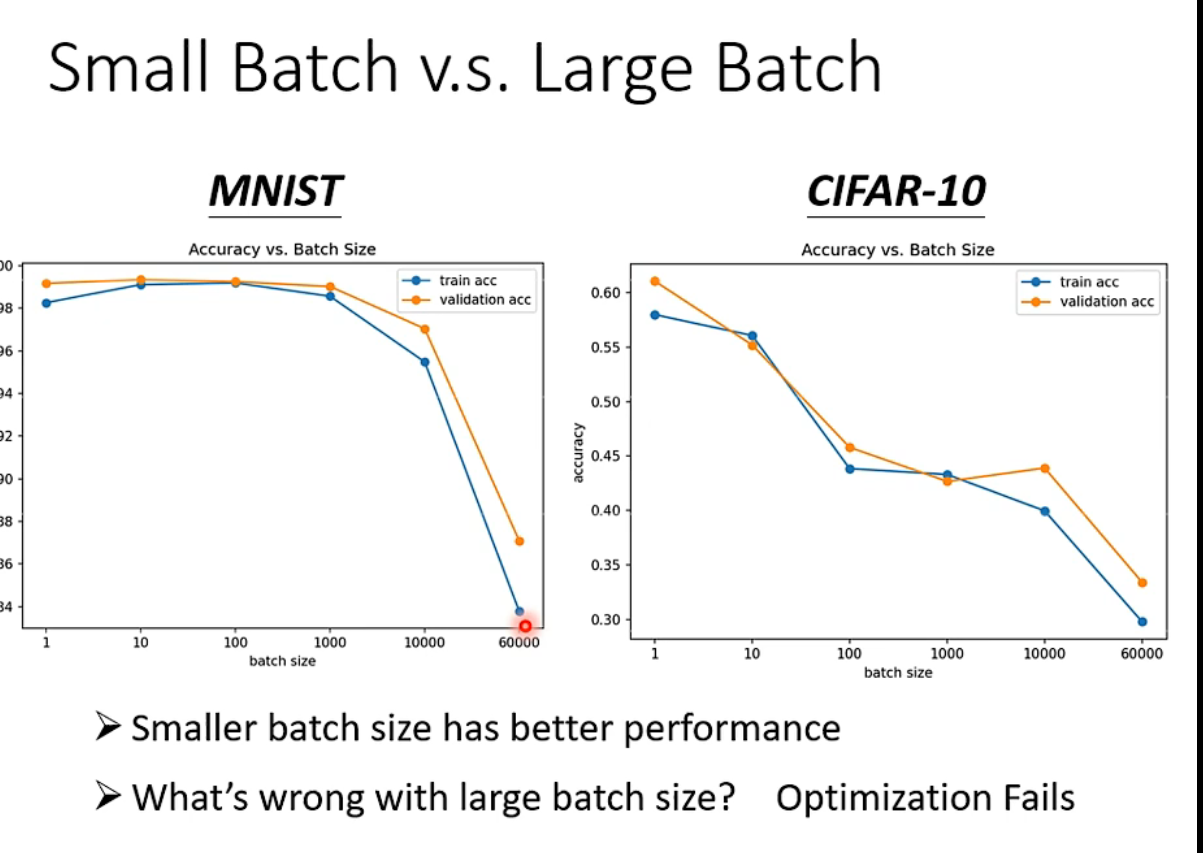 Small Batch v.s. Large Batch
MNIST
Accuracy vs. Batch Size
train acc
validation acc
00
98
96
94
92
90
88
86
84
1 10 100 1000 10000 60000
batch size
CIFAR-10
Accuracy vs. Batch Size
train acc
validation acc
accuracy
0.60
0.55
0.50
0.45
0.40
0.35
0.30
1 10 100 1000 10000 60000
batch size
➤ Smaller batch size has better performance
➤ What's wrong with large batch size? Optimization Fails